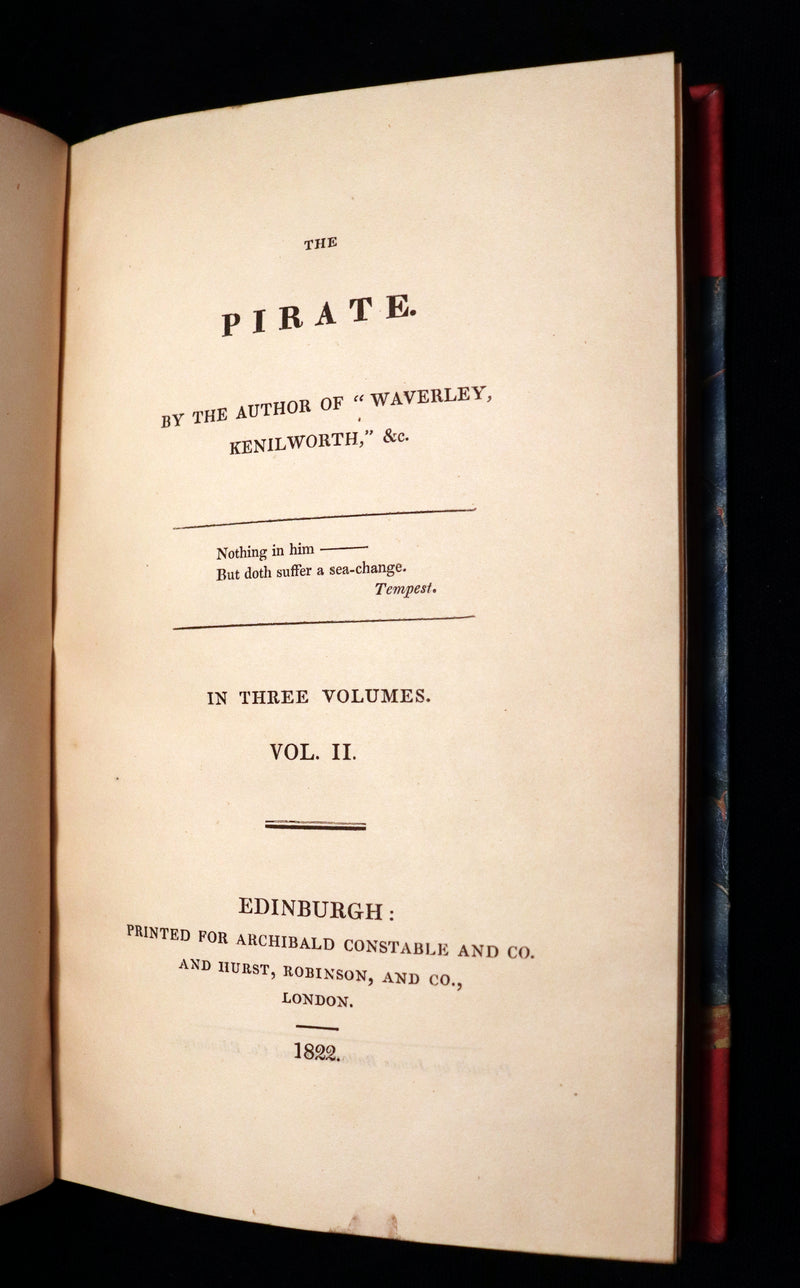 THE
PIRATE.
BY THE AUTHOR OF “WAVERLEY,
KENILWORTH,” &c.
Nothing in him ———
But doth suffer a sea-change.
Tempest.
IN THREE VOLUMES.
VOL. II.
EDINBURGH:
PRINTED FOR ARCHIBALD CONSTABLE AND CO.
AND HURST, ROBINSON, AND CO.,
LONDON.
1822.